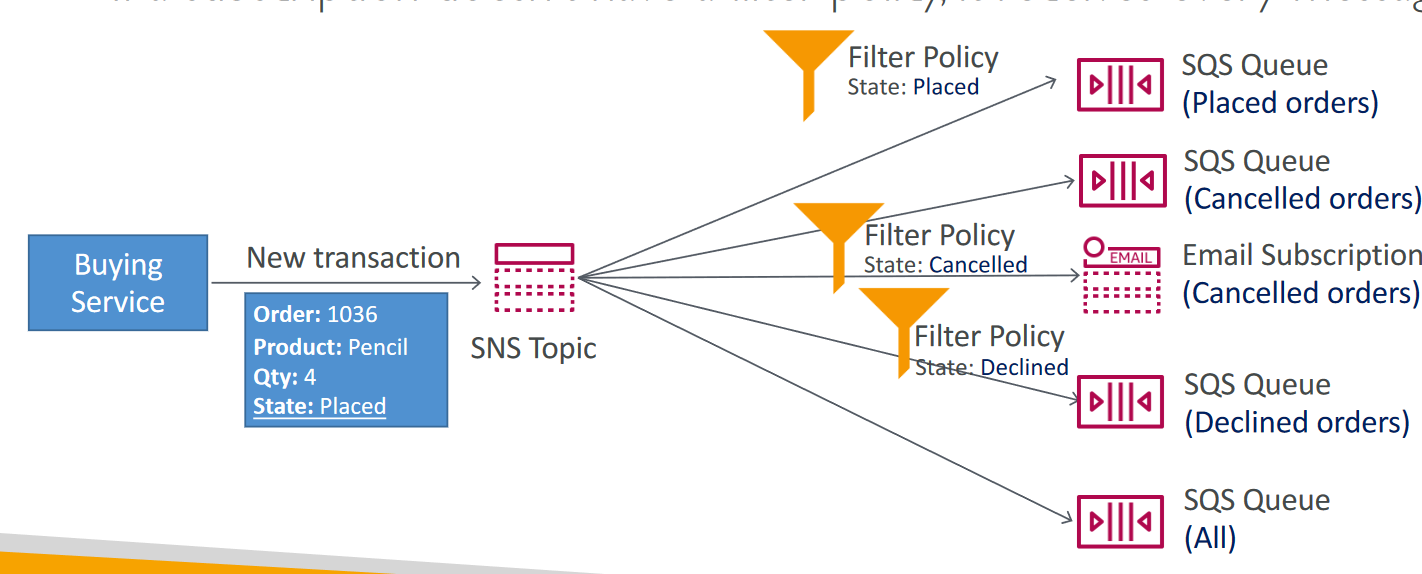 Filter Policy
State: Placed
SQS Queue
(Placed orders)
SQS Queue
(Cancelled orders)
Filter Policy
State: Cancelled
Email Subscription
(Cancelled orders)
EMAIL
Buying
Service
New transaction
Order: 1036
Product: Pencil
Qty: 4
State: Placed
SNS Topic
Filter Policy
State: Declined
SQS Queue
(Declined orders)
SQS Queue
(All)